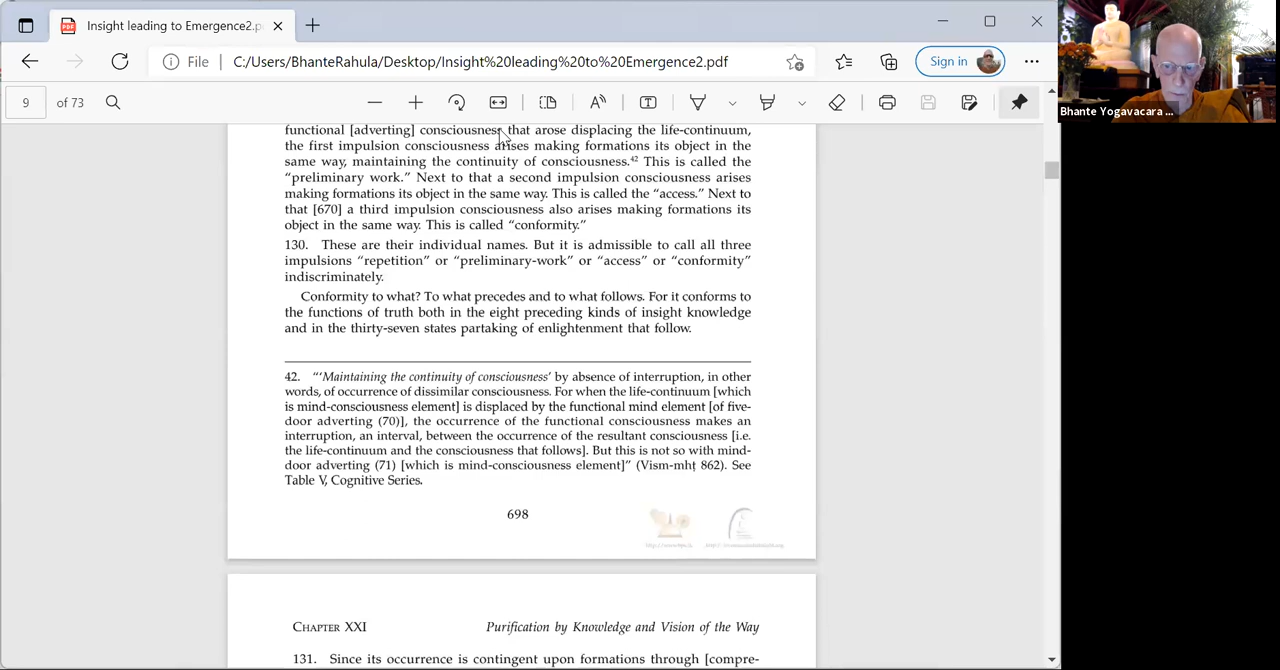 Insight leading to Emergence2.p
File
C:/Users/BhanteRahula/Desktop/Insight%20leading%20to%20Emergence2.pdf
Sign in
9 of 73
Bhante Yogavacara ...
functional [adverting] consciousness that arose displacing the life-continuum,
the first impulsion consciousness arises making formations its object in the
same way, maintaining the continuity of consciousness.42 This is called the
“preliminary work.” Next to that a second impulsion consciousness arises
making formations its object in the same way. This is called the “access.” Next to
that [670] a third impulsion consciousness also arises making formations its
object in the same way. This is called “conformity.”
130. These are their individual names. But it is admissible to call all three
impulsions “repetition” or “preliminary-work” or “access” or “conformity”
indiscriminately.
Conformity to what? To what precedes and to what follows. For it conforms to
the functions of truth both in the eight preceding kinds of insight knowledge
and in the thirty-seven states partaking of enlightenment that follow.
42. “‘Maintaining the continuity of consciousness’ by absence of interruption, in other
words, of occurrence of dissimilar consciousness. For when the life-continuum [which
is mind-consciousness element] is displaced by the functional mind element [of five-
door adverting (70)], the occurrence of the functional consciousness makes an
interruption, an interval, between the occurrence of the resultant consciousness [i.e.
the life-continuum and the consciousness that follows]. But this is not so with mind-
door adverting (71) [which is mind-consciousness element]” (Vism-mhṭ 862). See
Table V, Cognitive Series.
698
CHAPTER XXI
Purification by Knowledge and Vision of the Way
131. Since its occurrence is contingent upon formations through [compre-